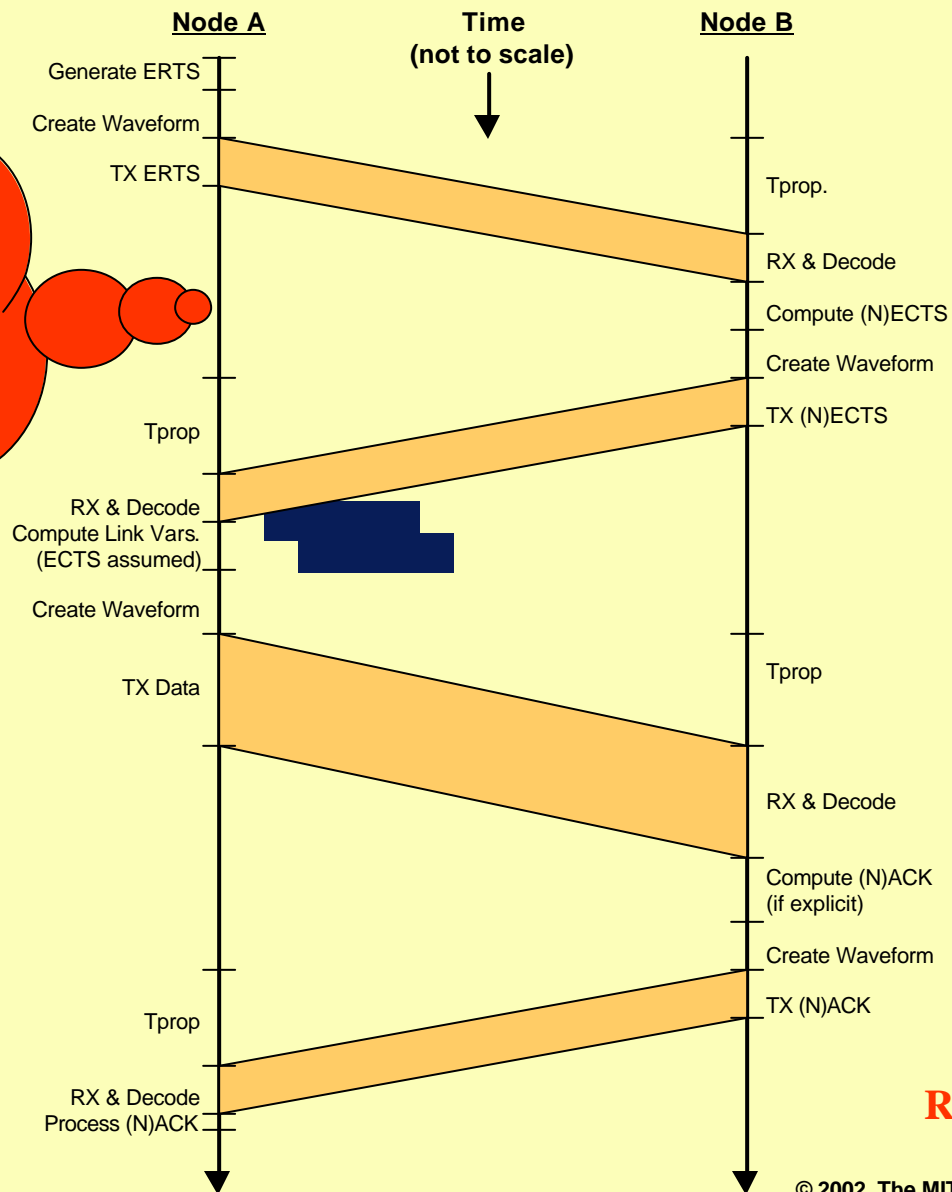 Node A
Time
(not to scale)
Node B
Generate ERTS
Create Waveform
TX ERTS
Tprop.
RX & Decode
Compute (N)ECTS
Create Waveform
TX (N)ECTS
Tprop
RX & Decode
Compute Link Vars.
(ECTS assumed)
Create Waveform
TX Data
Tprop
RX & Decode
Compute (N)ACK
(if explicit)
Create Waveform
TX (N)ACK
Tprop
RX & Decode
Process (N)ACK
R
© 2002 The MIT